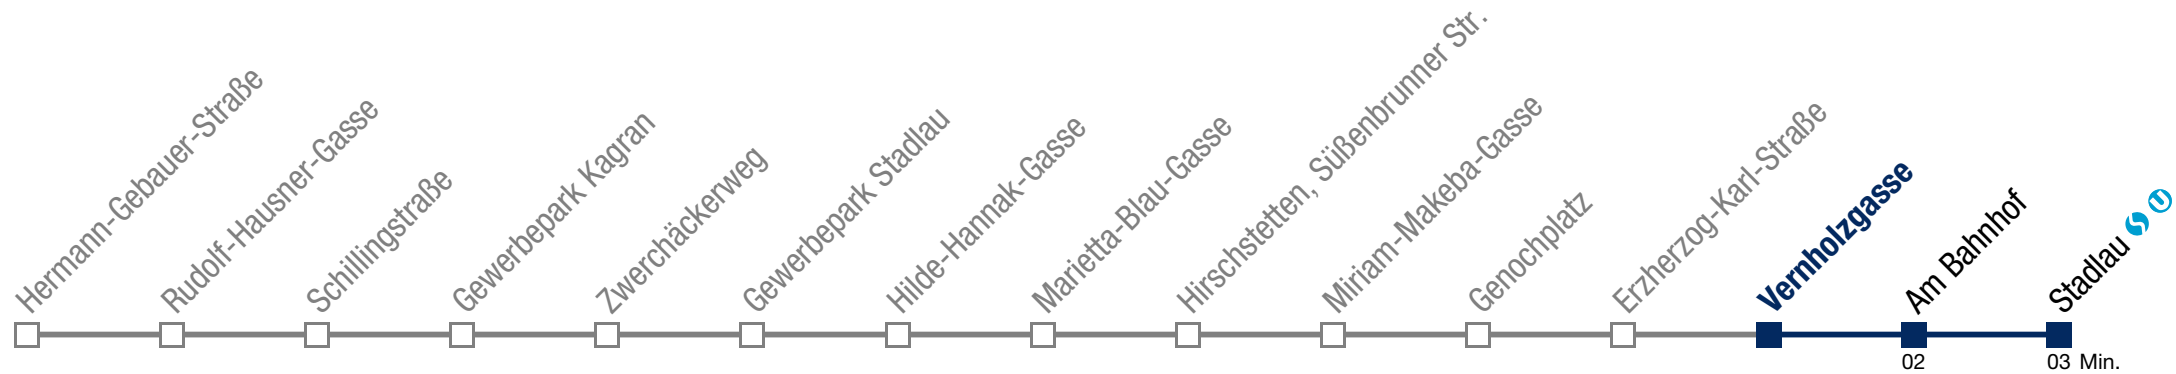 Hermann-Gebauer-Straße
Rudolf-Hausner-Gasse
Schillingstraße
Gewerbepark Kagran
Zwerchäckerweg
Gewerbepark Stadlau
Hilde-Hannak-Gasse
Marietta-Blau-Gasse
Hirschstetten, Süßenbrunner Str.
Miriam-Makeba-Gasse
Genochplatz
Erzherzog-Karl-Straße
Vernholzgasse
Am Bahnhof
Stadlau S U
02 03 Min.